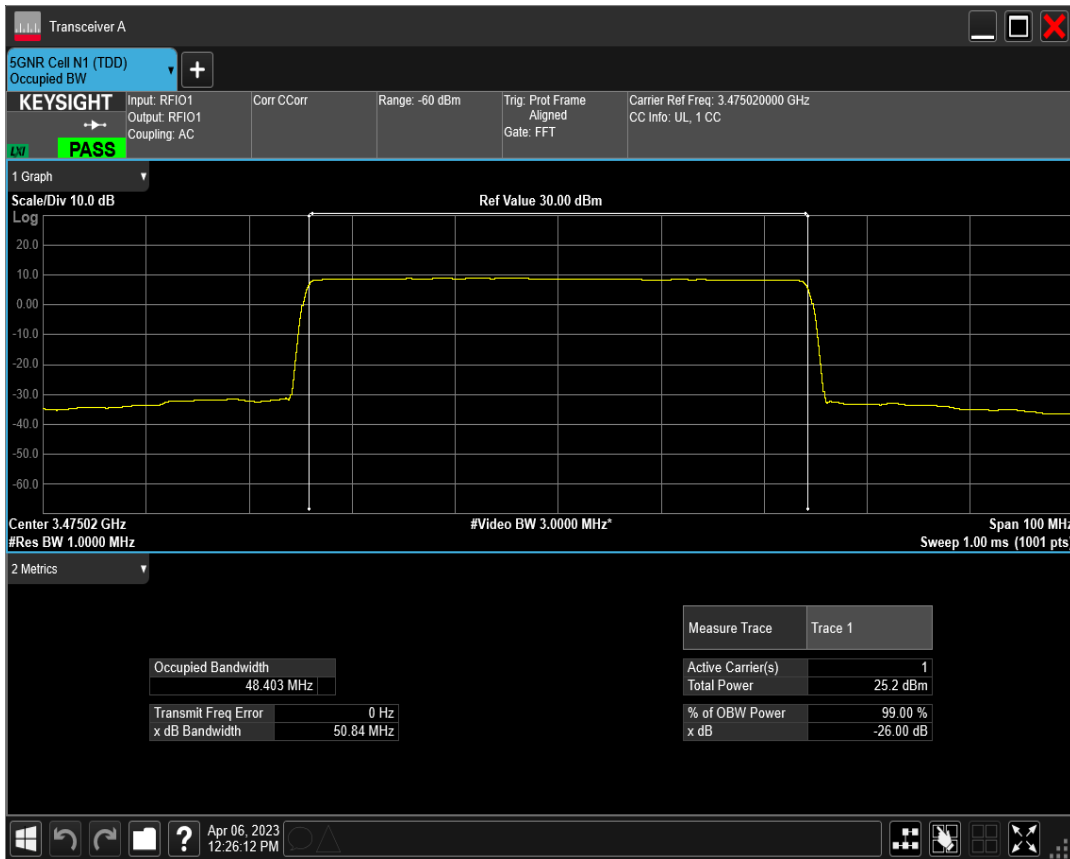 Transceiver A
5GNR Cell N1 (TDD)
Occupied BW
+
KEYSIGHT
LXI
PASS
Input: RFIO1
Output: RFIO1
Coupling: AC
Corr CCorr
Range: -60 dBm
Trig: Prot Frame
Aligned
Gate: FFT
Carrier Ref Freq: 3.475020000 GHz
CC Info: UL, 1 CC
1 Graph
Scale/Div 10.0 dB
Ref Value 30.00 dBm
Log
20.0
10.0
0.00
-10.0
-20.0
-30.0
-40.0
-50.0
-60.0
Center 3.47502 GHz
#Video BW 3.0000 MHz*
Span 100 MHz
#Res BW 1.0000 MHz
Sweep 1.00 ms (1001 pts)
2 Metrics
Measure Trace Trace 1
Occupied Bandwidth
48.403 MHz
Active Carrier(s) 1
Total Power 25.2 dBm
Transmit Freq Error 0 Hz
x dB Bandwidth 50.84 MHz
% of OBW Power 99.00 %
x dB -26.00 dB
?
Apr 06, 2023
12:26:12 PM